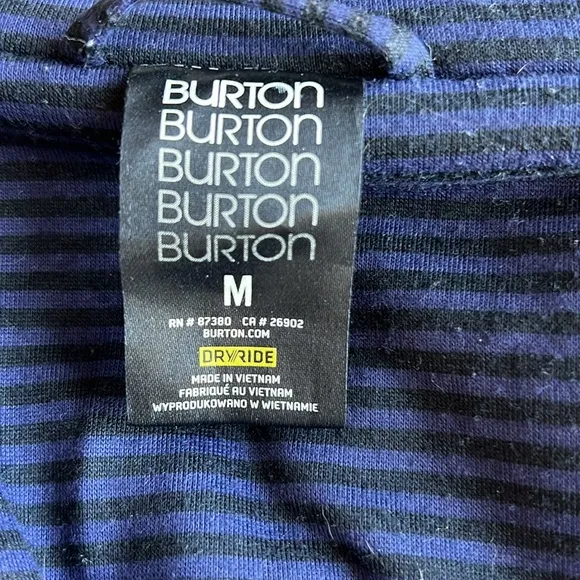 BURTON
BURTON
BURTON
BURTON
BURTON
M
RN # 87380 CA # 26902
BURTON.COM
DRYRIDE
MADE IN VIETNAM
FABRIQUÉ AU VIETNAM
WYPRODUKOWANO W WIETNAMIE